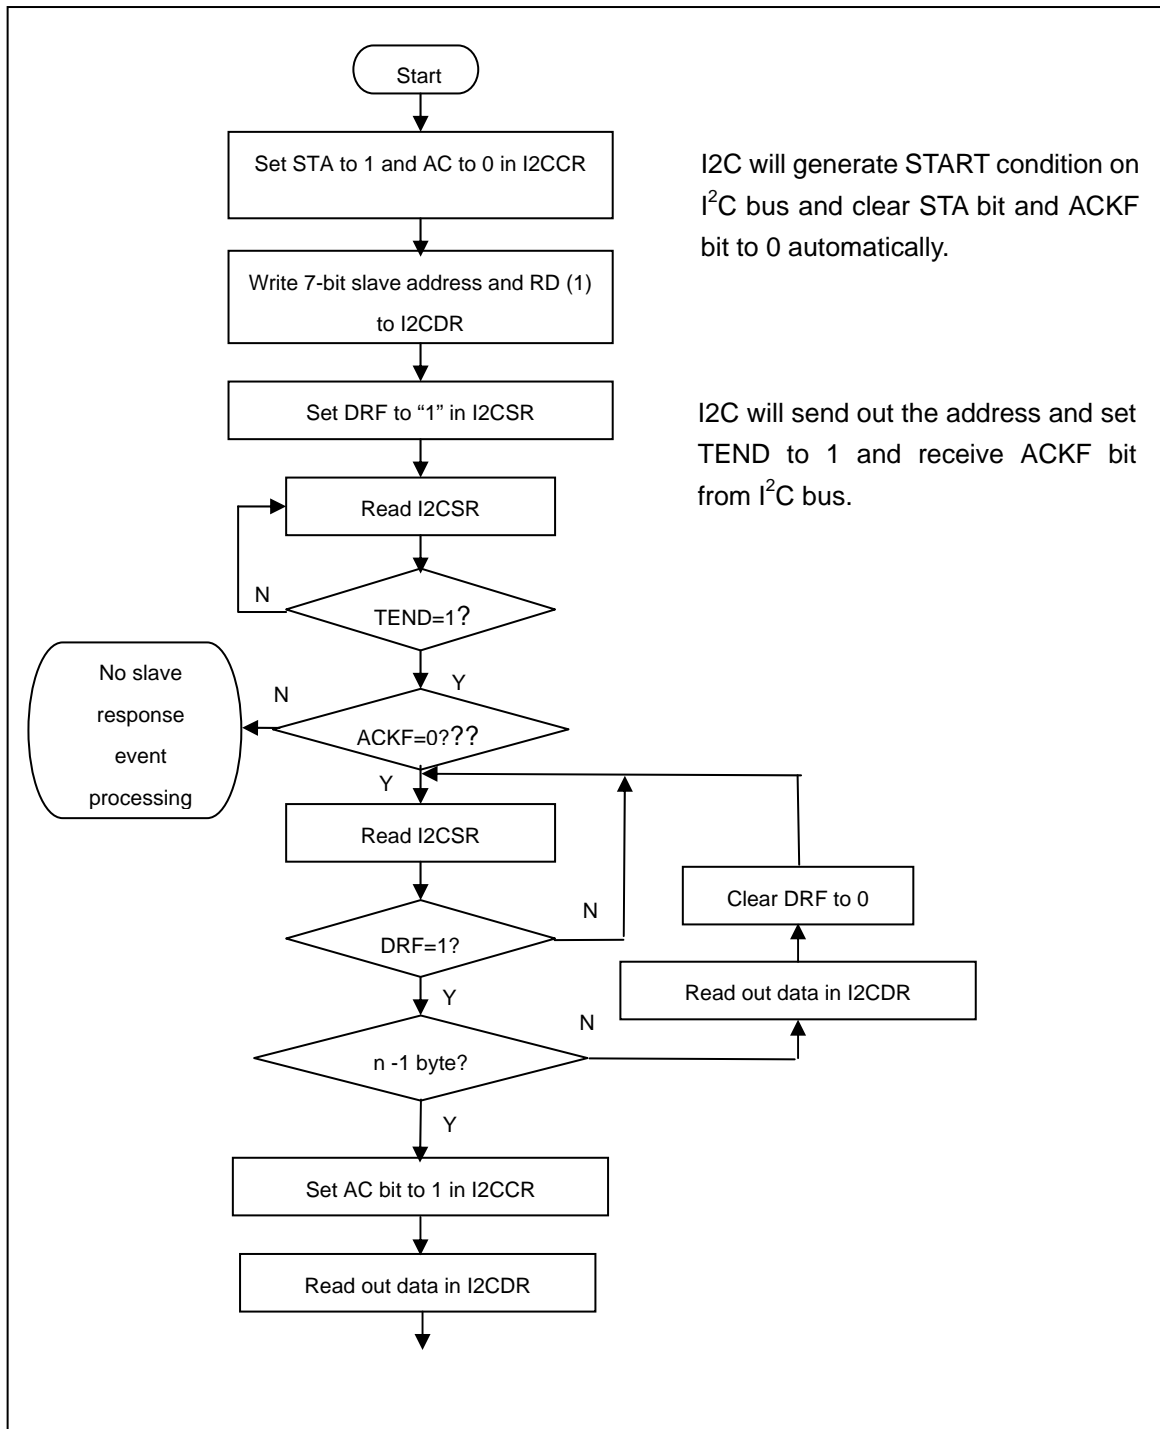 Start
Set STA to 1 and AC to 0 in I2CCR
I2C will generate START condition on
I²C bus and clear STA bit and ACKF
bit to 0 automatically.
Write 7-bit slave address and RD (1)
to I2CDR
Set DRF to “1” in I2CSR
I2C will send out the address and set
TEND to 1 and receive ACKF bit
from I²C bus.
Read I2CSR
N
TEND=1?
Y
No slave
response
event
processing
N
ACKF=0???
Y
Read I2CSR
Clear DRF to 0
N
DRF=1?
Read out data in I2CDR
Y
N
n -1 byte?
Y
Set AC bit to 1 in I2CCR
Read out data in I2CDR